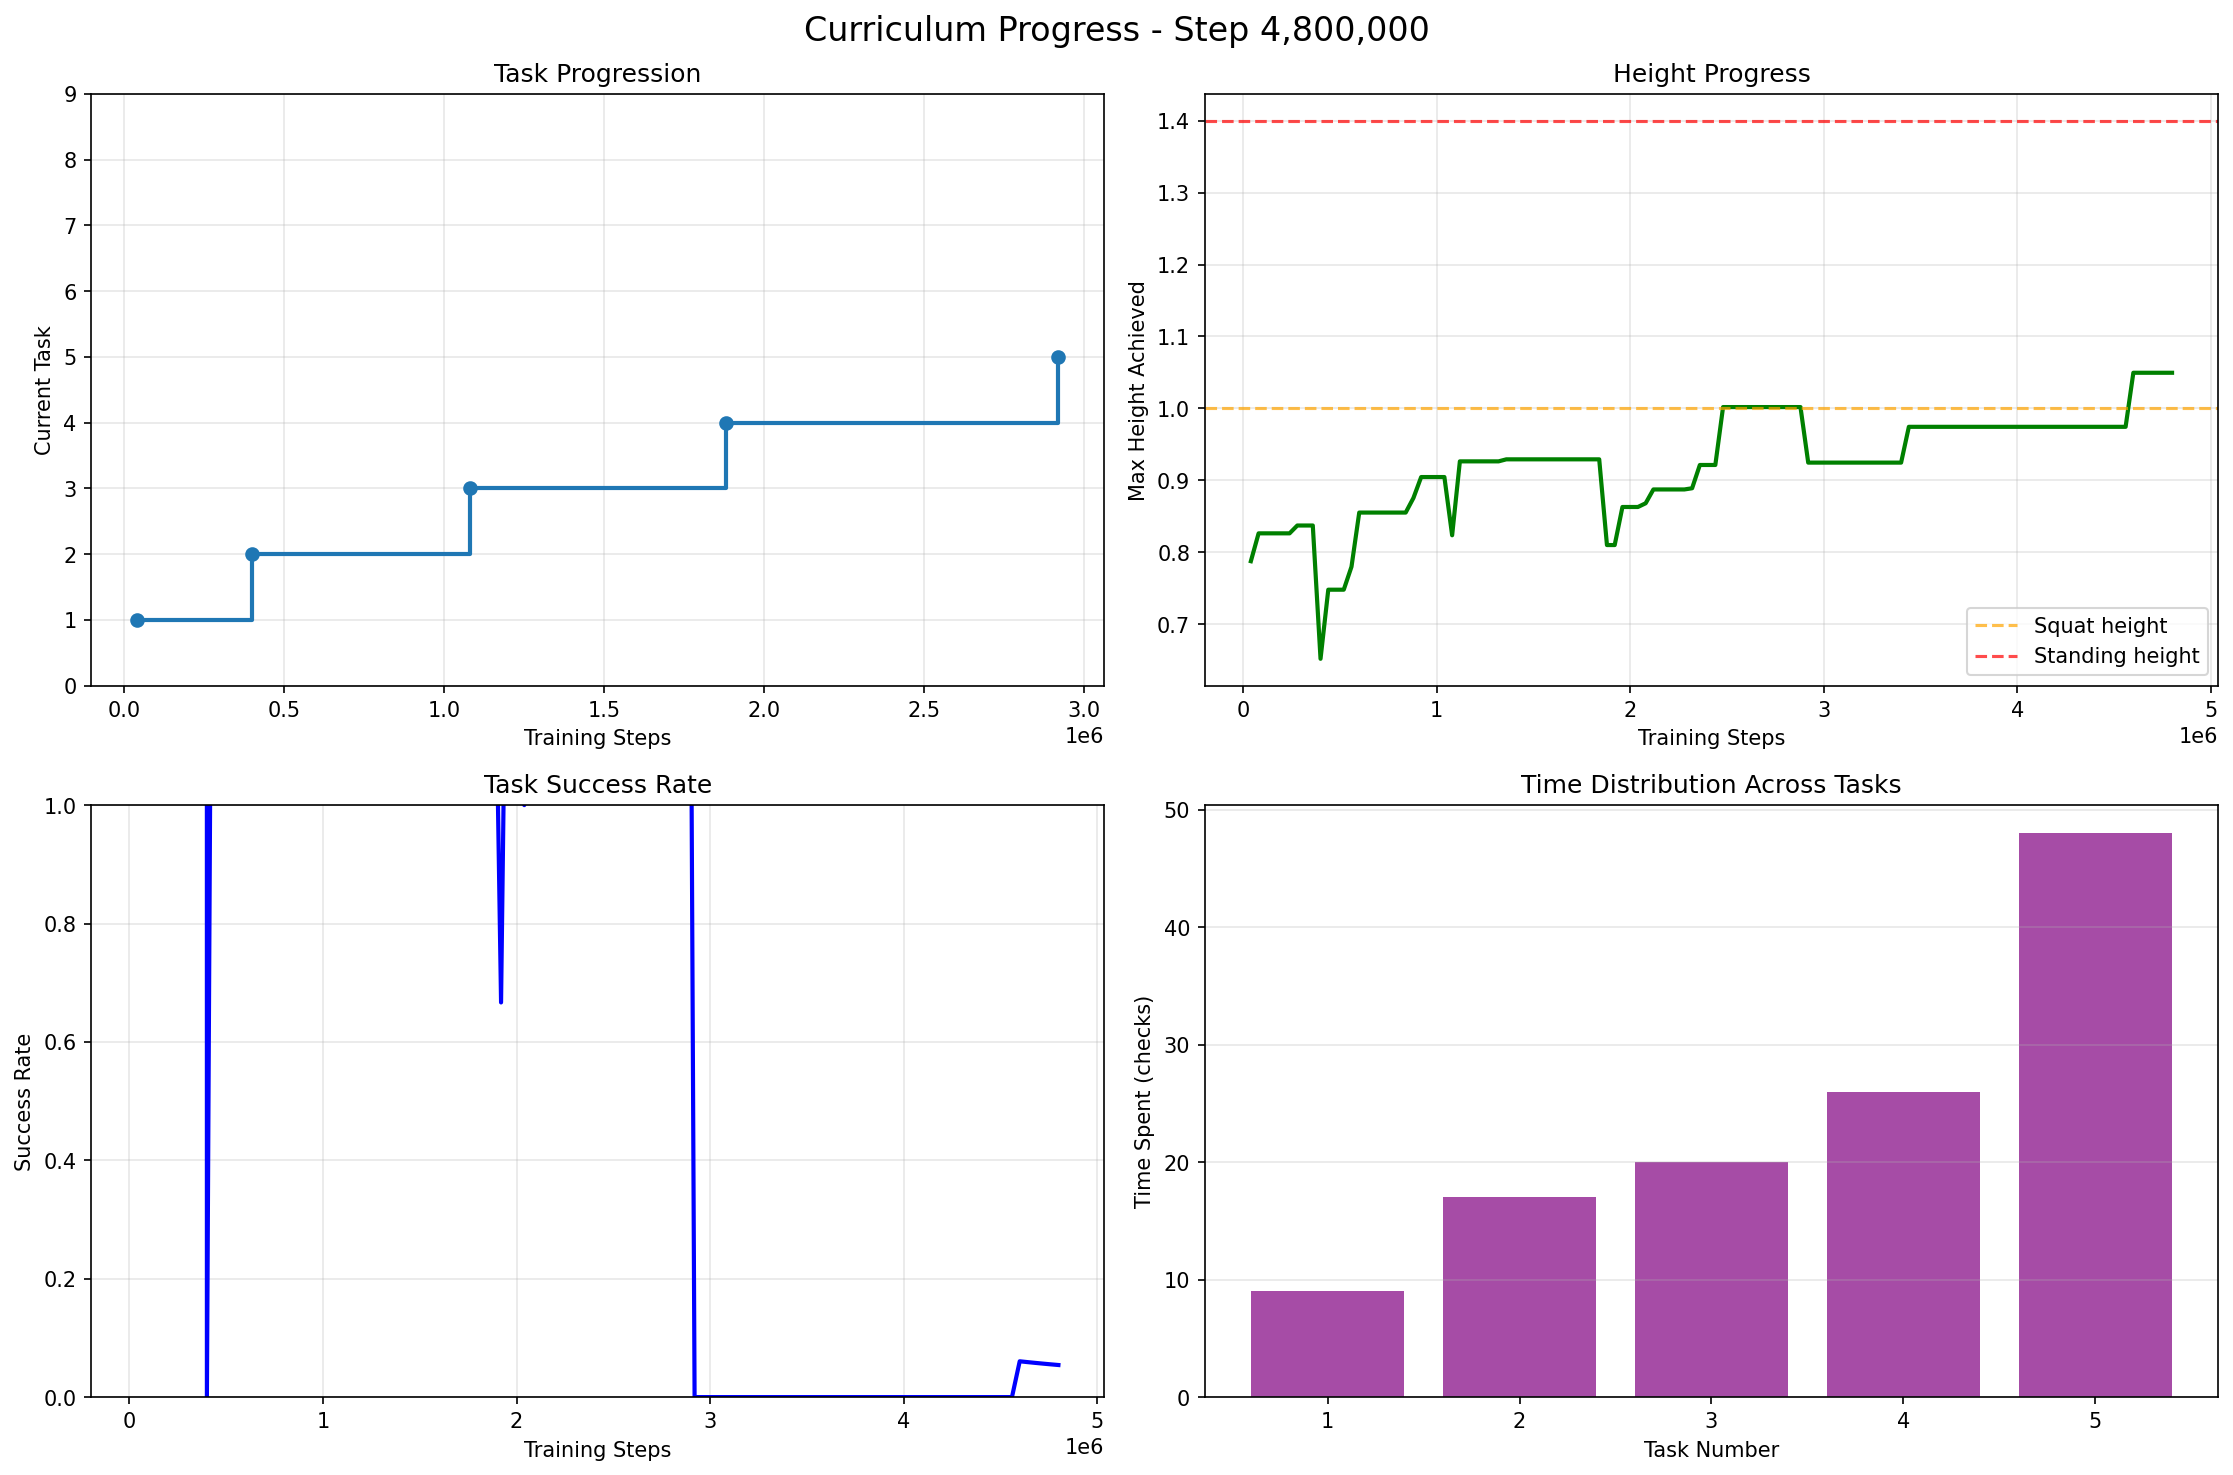 Curriculum Progress - Step 4,800,000
Task Progression
9
8
7
6
5
4
3
2
1
0
Current Task
0.0 0.5 1.0 1.5 2.0 2.5 3.0
1e6
Training Steps
Height Progress
1.4
1.3
1.2
1.1
1.0
0.9
0.8
0.7
Max Height Achieved
Squat height
Standing height
0 1 2 3 4 5
1e6
Training Steps
Task Success Rate
1.0
0.8
0.6
0.4
0.2
0.0
Success Rate
0 1 2 3 4 5
1e6
Training Steps
Time Distribution Across Tasks
50
40
30
20
10
0
Time Spent (checks)
1 2 3 4 5
Task Number